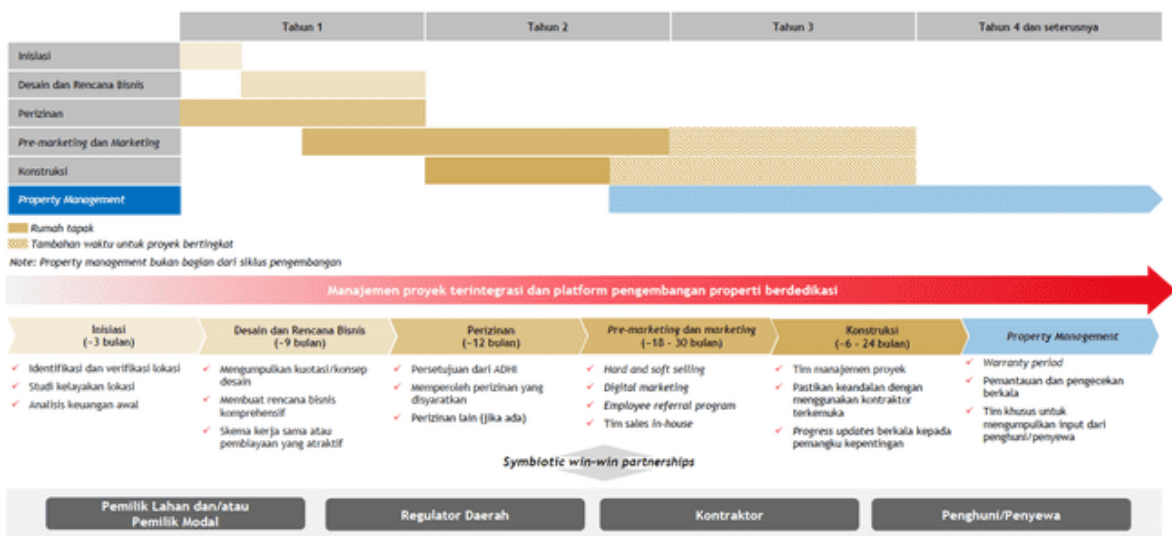 Tahun 1
Tahun 2
Tahun 3
Tahun 4 dan seterusnya
Inisiasi
Desain dan Rencana Bisnis
Perizinan
Pre-marketing dan Marketing
Konstruksi
Property Management
Rumah tapak
Tambahan waktu untuk proyek bertingkat
Note: Property management bukan bagian dari siklus pengembangan
Manajemen proyek terintegrasi dan platform pengembangan properti berdedikasi
Inisiasi
(~3 bulan)
Identifikasi dan verifikasi lokasi
Studi kelayakan lokasi
Analisis keuangan awal
Desain dan Rencana Bisnis
(~9 bulan)
Mengumpulkan kuotasi/konsep
desain
Membuat rencana bisnis
komprehensif
Skema kerja sama atau
pembiayaan yang atraktif
Perizinan
(~12 bulan)
Persetujuan dari ADHI
Memperoleh perizinan yang
disyaratkan
Perizinan lain (jika ada)
Pre-marketing dan marketing
(~18 - 30 bulan)
Hard and soft selling
Digital marketing
Employee referral program
Tim sales in-house
Konstruksi
(~6 - 24 bulan)
Tim manajemen proyek
Pastikan keandalan dengan
menggunakan kontraktor
terkemuka
Progress updates berkala kepada
pemangku kepentingan
Property Management
Warranty period
Pemantauan dan pengecekan
berkala
Tim khusus untuk
mengumpulkan input dari
penghuni/penyewa
Symbiotic win-win partnerships
Pemilik Lahan dan/atau
Pemilik Modal
Regulator Daerah
Kontraktor
Penghuni/Penyewa